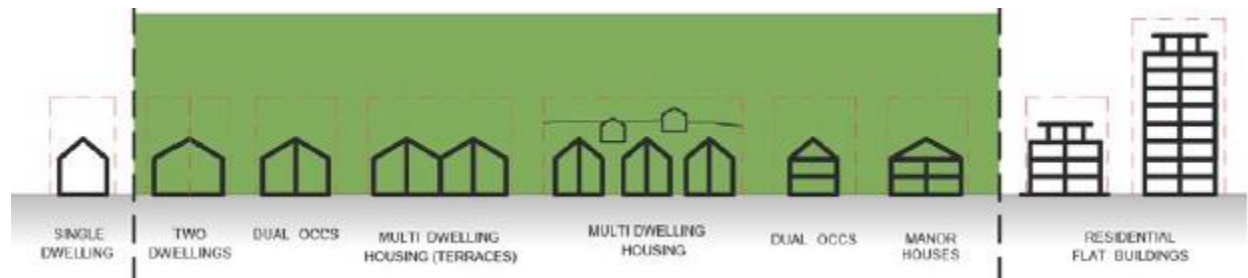 SINGLE
DWELLING
TWO
DWELLINGS
DUAL OCCS
MULTI DWELLING
HOUSING (TERRACES)
MULTI DWELLING
HOUSING
DUAL OCCS
MANOR
HOUSES
RESIDENTIAL
FLAT BUILDINGS